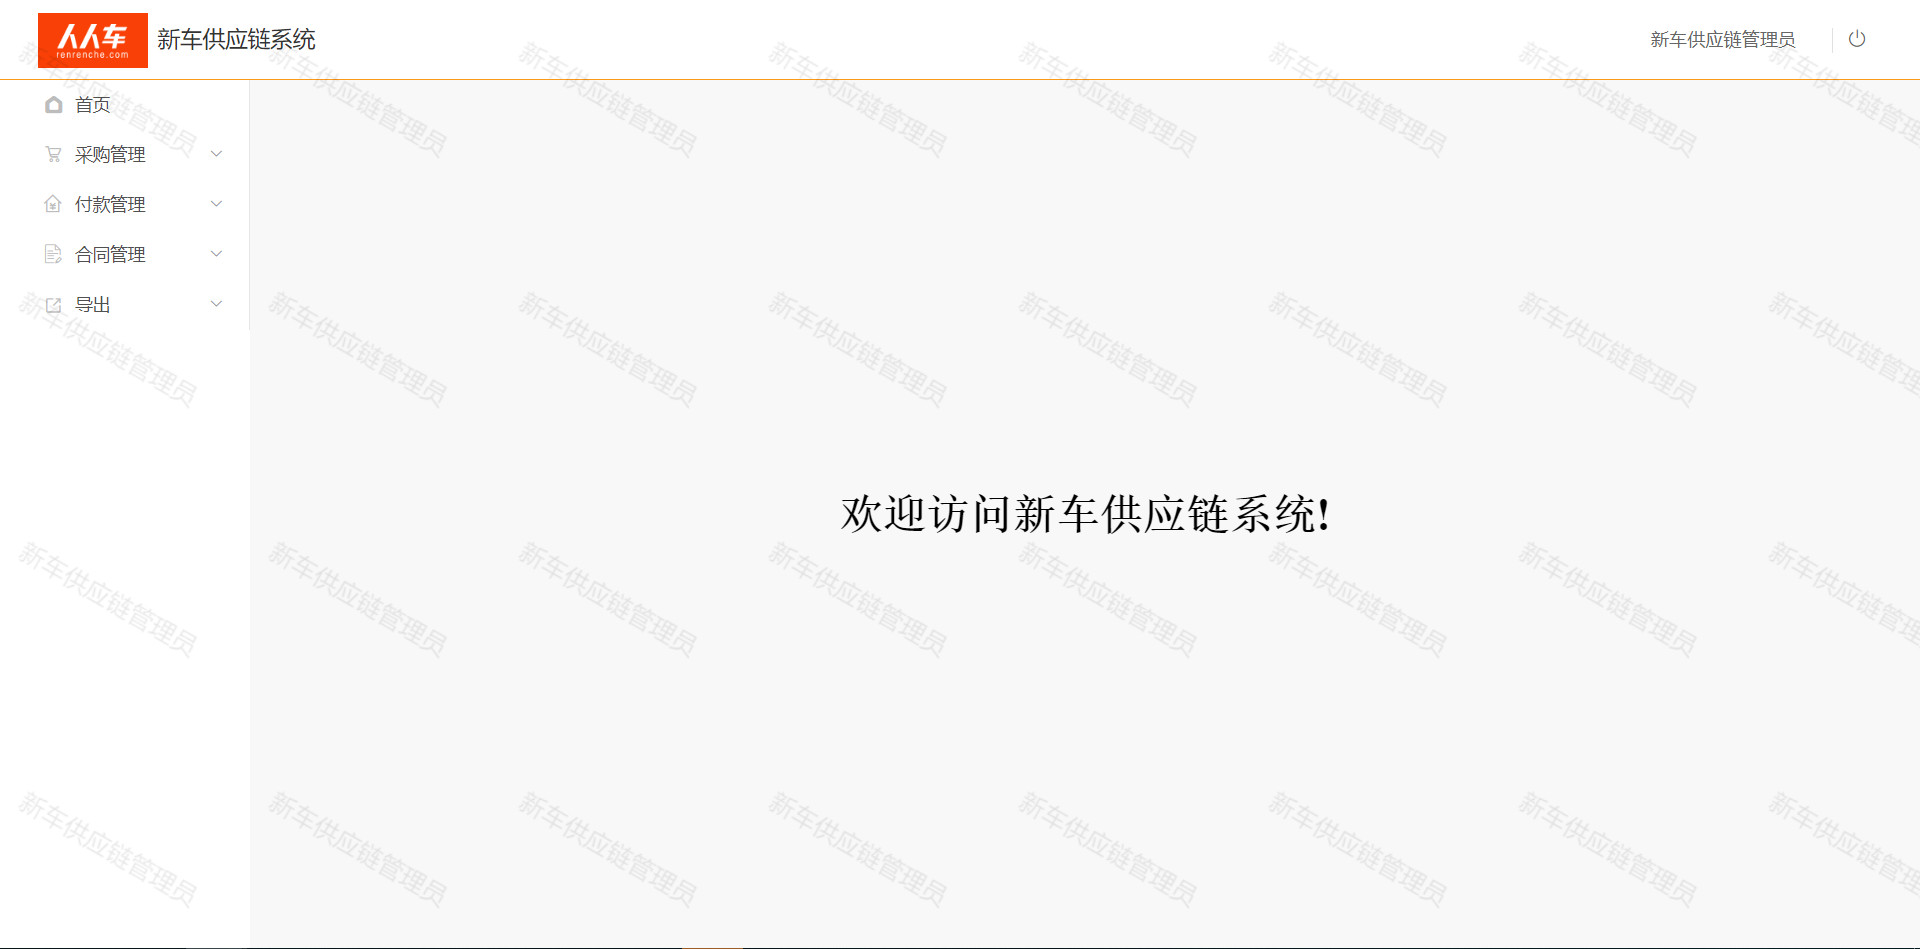 人人车
renrenche.com
新车供应链系统
新车供应链管理员
首页
采购管理
付款管理
合同管理
导出
欢迎访问新车供应链系统!
新车供应链管理员